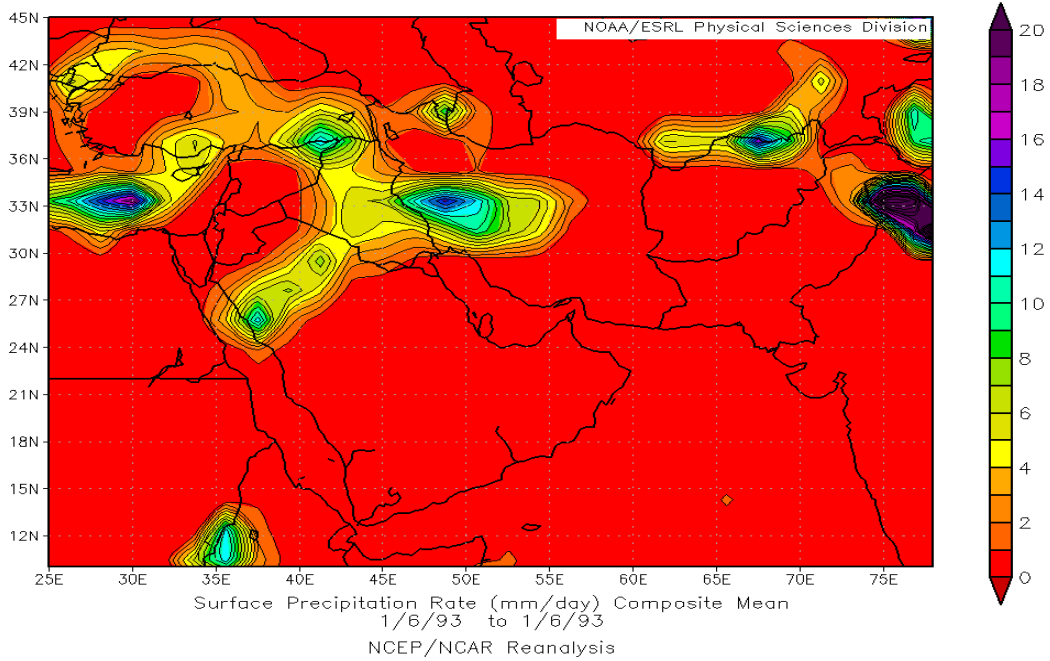 NOAA/ESRL Physical Sciences Division
45N
42N
39N
36N
33N
30N
27N
24N
21N
18N
15N
12N
25E 30E 35E 40E 45E 50E 55E 60E 65E 70E 75E
20
18
16
14
12
10
8
6
4
2
0
Surface Precipitation Rate (mm/day) Composite Mean
1/6/93 to 1/6/93
NCEP/NCAR Reanalysis